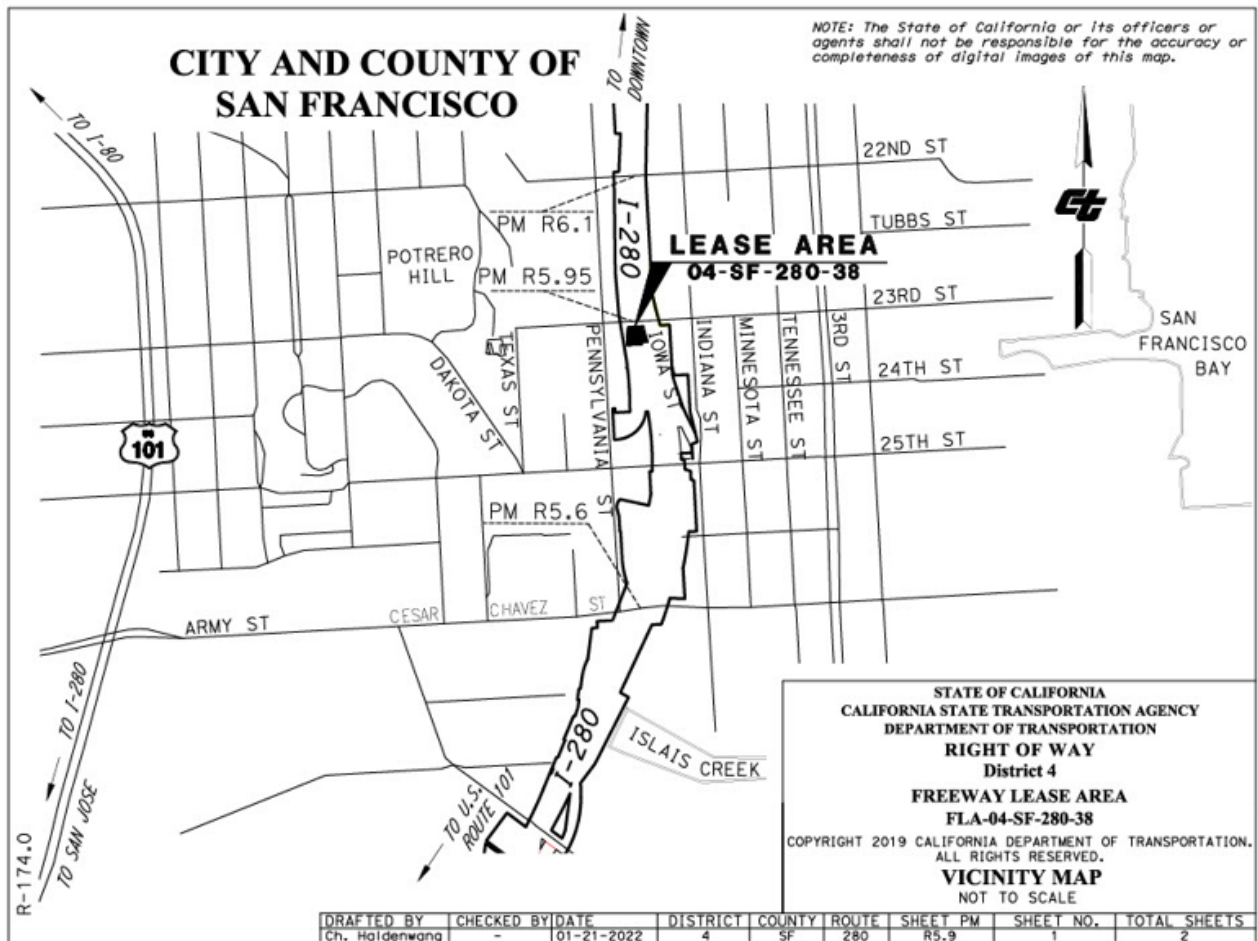 CITY AND COUNTY OF
SAN FRANCISCO
NOTE: The State of California or its officers or
agents shall not be responsible for the accuracy or
completeness of digital images of this map.
TO DOWNTOWN
TO I-80
22ND ST
TUBBS ST
PM R6.1
I-280
LEASE AREA
04-SF-280-38
POTRERO
HILL
PM R5.95
23RD ST
SAN
FRANCISCO
BAY
TEXAS ST
DAKOTA ST
PENNSYLVANIA ST
IOWA ST
INDIANA ST
MINNESOTA ST
TENNESSEE ST
3RD ST
24TH ST
25TH ST
US
101
PM R5.6
ARMY ST
CESAR CHAVEZ ST
TO I-280
TO SAN JOSE
I-280
ISLAIS CREEK
TO U.S.
ROUTE 101
R-174.0
STATE OF CALIFORNIA
CALIFORNIA STATE TRANSPORTATION AGENCY
DEPARTMENT OF TRANSPORTATION
RIGHT OF WAY
District 4
FREEWAY LEASE AREA
FLA-04-SF-280-38
COPYRIGHT 2019 CALIFORNIA DEPARTMENT OF TRANSPORTATION.
ALL RIGHTS RESERVED.
VICINITY MAP
NOT TO SCALE
DRAFTED BY CHECKED BY DATE DISTRICT COUNTY ROUTE SHEET PM SHEET NO. TOTAL SHEETS
Ch. Haldenwang - 01-21-2022 4 SF 280 R5.9 1 2